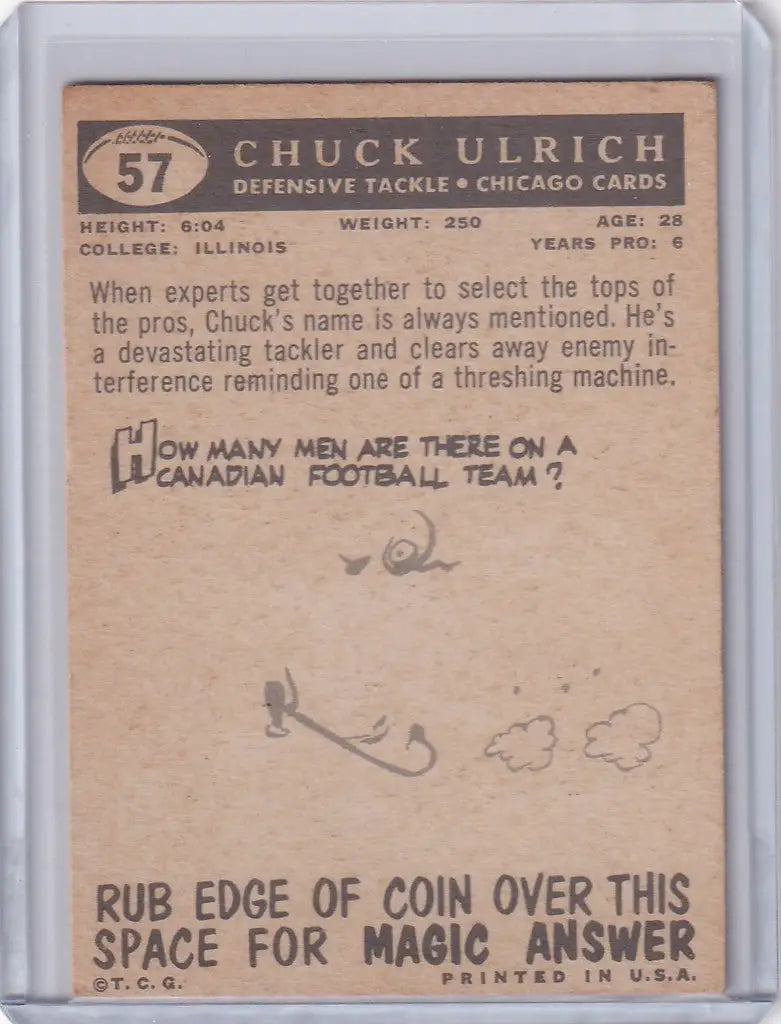 57
CHUCK ULRICH
DEFENSIVE TACKLE • CHICAGO CARDS
HEIGHT: 6:04 WEIGHT: 250 AGE: 28
COLLEGE: ILLINOIS YEARS PRO: 6
When experts get together to select the tops of
the pros, Chuck's name is always mentioned. He's
a devastating tackler and clears away enemy in-
terference reminding one of a threshing machine.
HOW MANY MEN ARE THERE ON A
CANADIAN FOOTBALL TEAM?
RUB EDGE OF COIN OVER THIS
SPACE FOR MAGIC ANSWER
©T. C. G. PRINTED IN U.S.A.